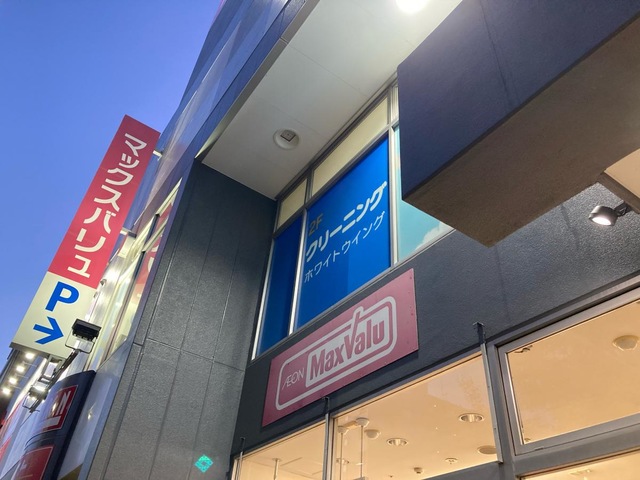 マックスバリュ
P
2F
クリーニング
ホワイトウイング
ÆON MaxValu